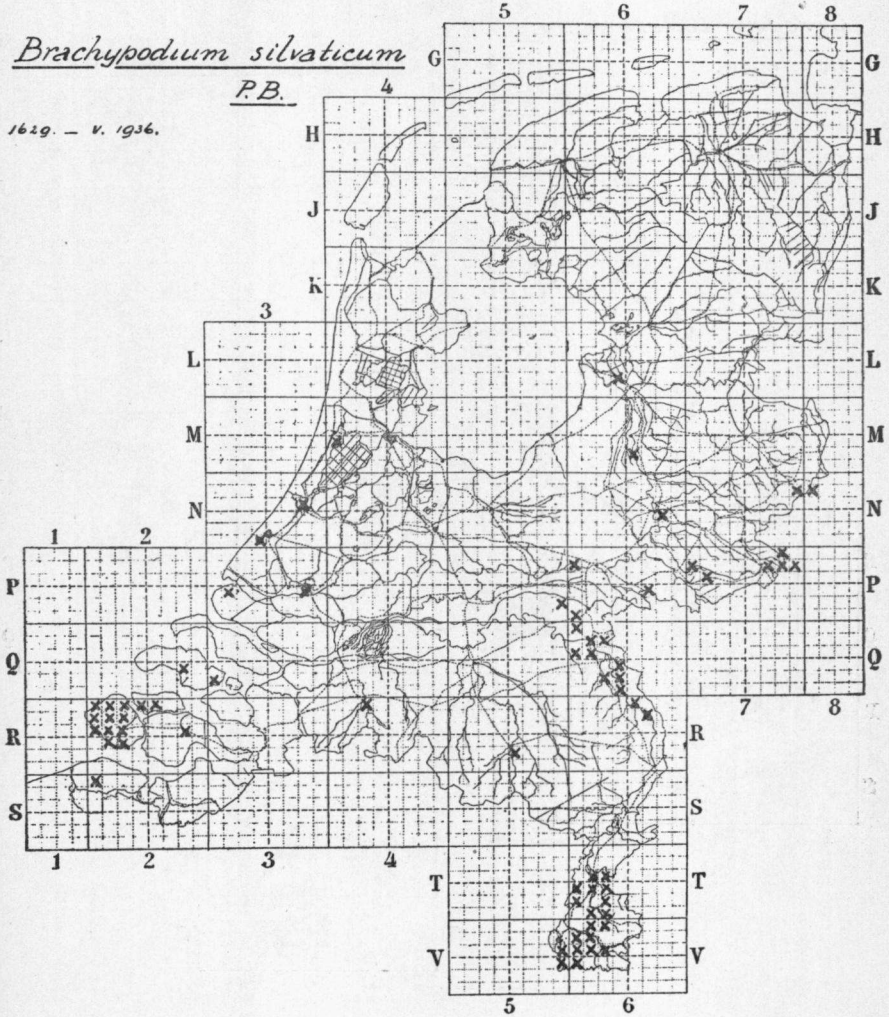 Brachypodium silvaticum
P.B.
1629. — V. 1936.
5 6 7 8
G G
4
H H
J J
K K
3
L L
M M
N N
1 2
P P
Q Q
7 8
R R
S S
1 2 3 4
T T
V V
5 6